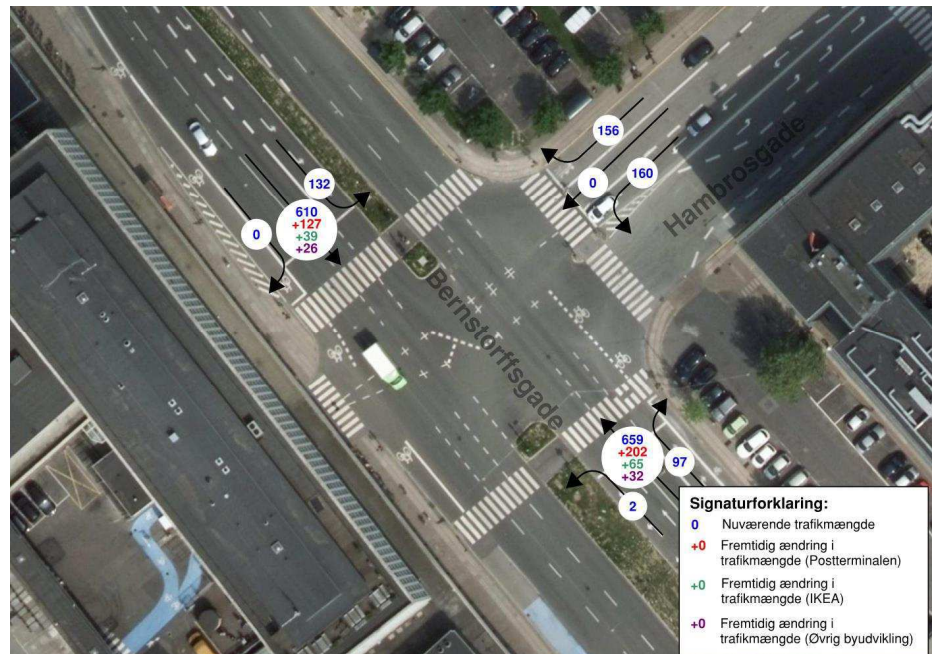 156
132
0
160
610
+127
+39
+26
0
Hambrosgade
Bernstorffsgade
659
+202
+65
+32
97
2
Signaturforklaring:
0 Nuværende trafikmængde
+0 Fremtidig ændring i
trafikmængde (Postterminalen)
+0 Fremtidig ændring i
trafikmængde (IKEA)
+0 Fremtidig ændring i
trafikmængde (Øvrig byudvikling)